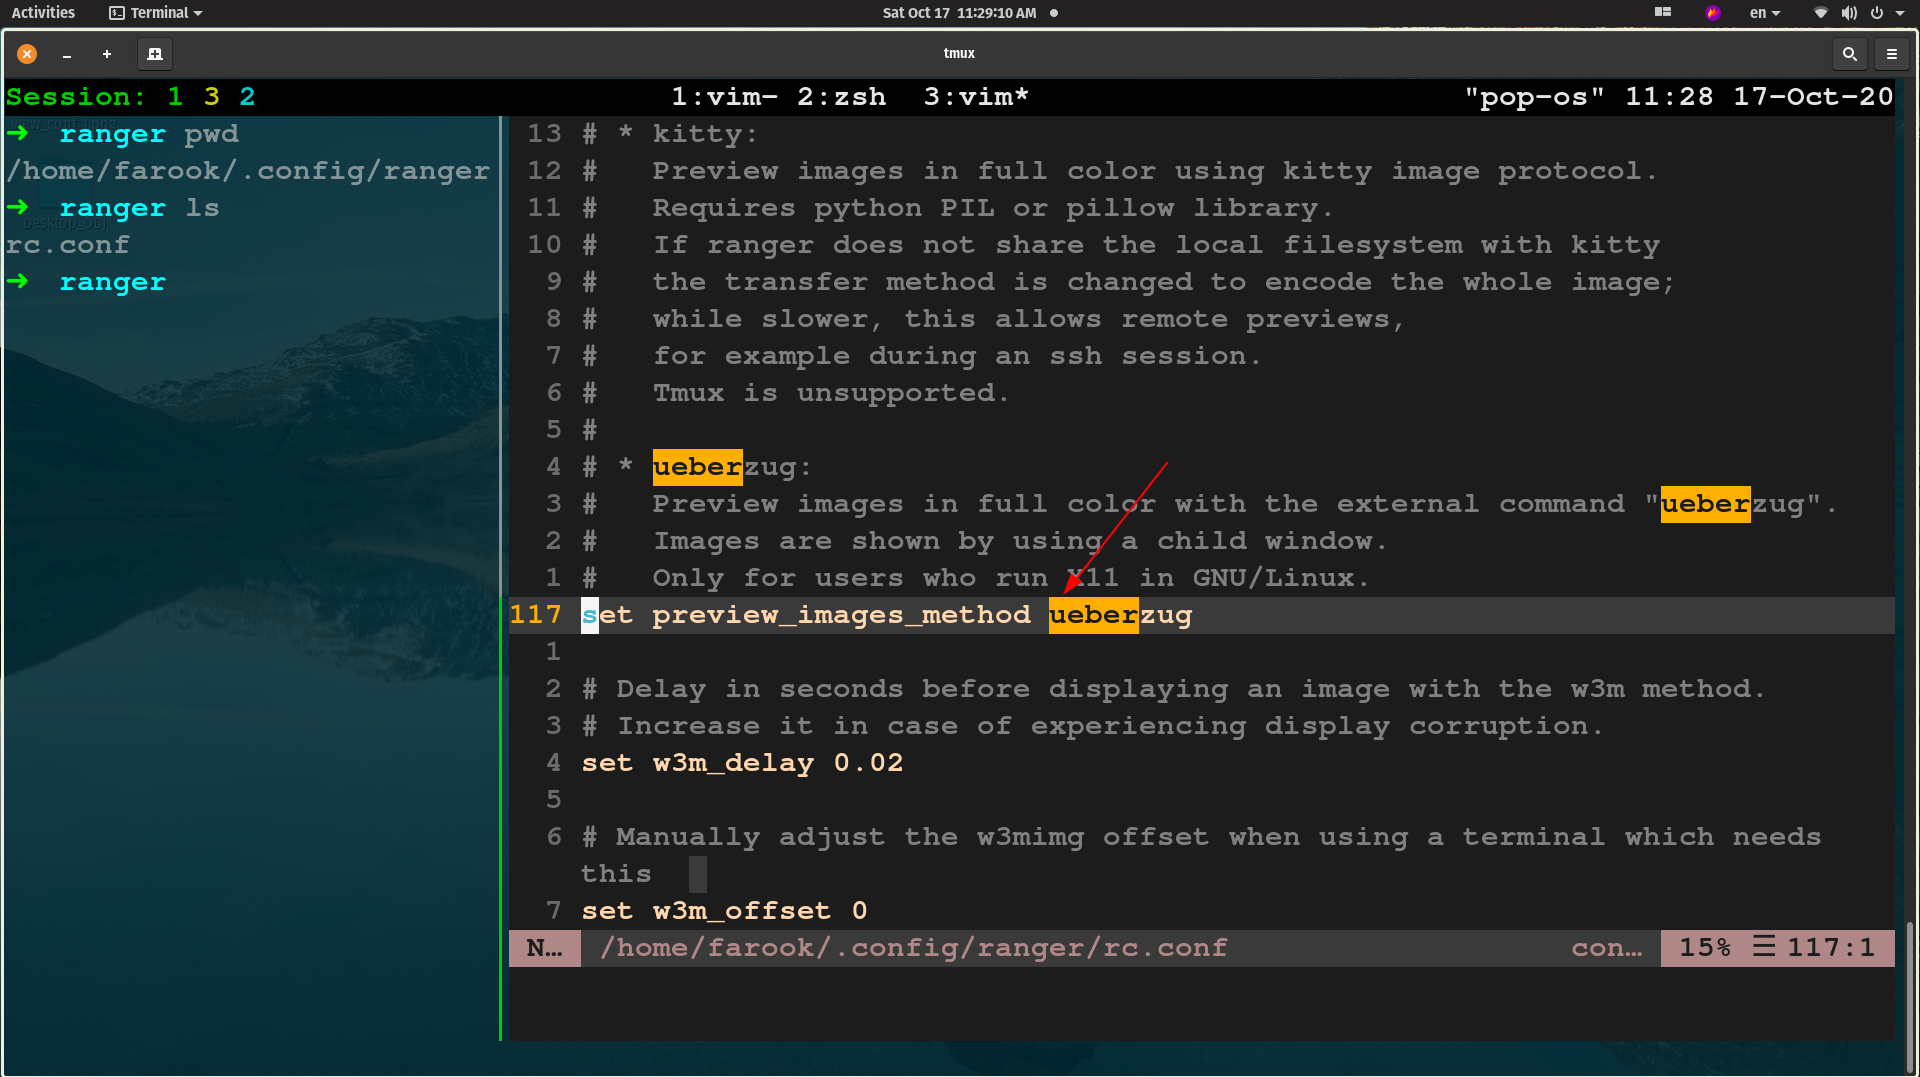 Activities Terminal Sat Oct 17 11:29:10 AM en
tmux
Session: 1 3 2 1:vim- 2:zsh 3:vim* "pop-os" 11:28 17-Oct-20
➜ ranger pwd
/home/farook/.config/ranger
➜ ranger ls
Desktop_OBJ
rc.conf
➜ ranger
13 # * kitty:
12 # Preview images in full color using kitty image protocol.
11 # Requires python PIL or pillow library.
10 # If ranger does not share the local filesystem with kitty
9 # the transfer method is changed to encode the whole image;
8 # while slower, this allows remote previews,
7 # for example during an ssh session.
6 # Tmux is unsupported.
5 #
4 # * ueberzug:
3 # Preview images in full color with the external command "ueberzug".
2 # Images are shown by using a child window.
1 # Only for users who run X11 in GNU/Linux.
117 set preview_images_method ueberzug
1
2 # Delay in seconds before displaying an image with the w3m method.
3 # Increase it in case of experiencing display corruption.
4 set w3m_delay 0.02
5
6 # Manually adjust the w3mimg offset when using a terminal which needs
this
7 set w3m_offset 0
N… /home/farook/.config/ranger/rc.conf con… 15% ☰ 117:1